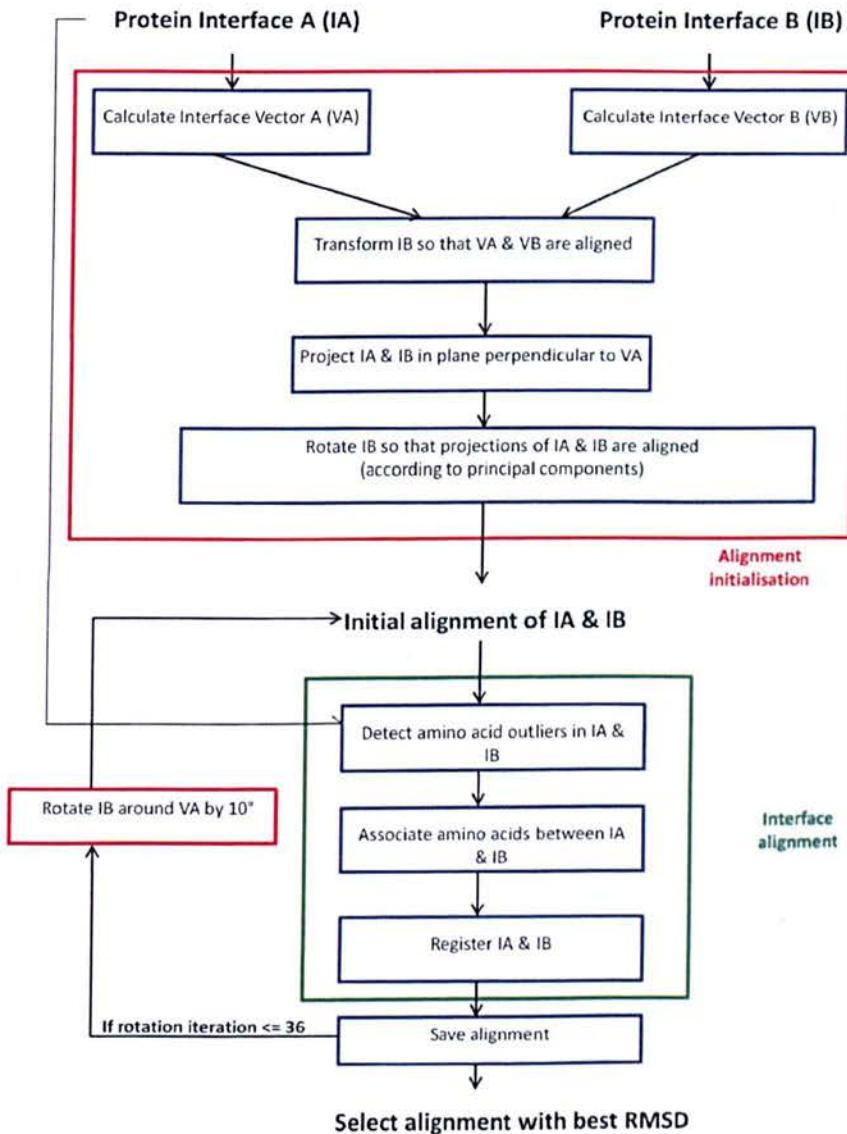 Protein Interface A (IA)
Protein Interface B (IB)
Calculate Interface Vector A (VA)
Calculate Interface Vector B (VB)
Transform IB so that VA & VB are aligned
Project IA & IB in plane perpendicular to VA
Rotate IB so that projections of IA & IB are aligned
(according to principal components)
Alignment
initialisation
Initial alignment of IA & IB
Detect amino acid outliers in IA &
IB
Rotate IB around VA by 10°
Associate amino acids between IA
& IB
Interface
alignment
Register IA & IB
If rotation iteration <= 36
Save alignment
Select alignment with best RMSD